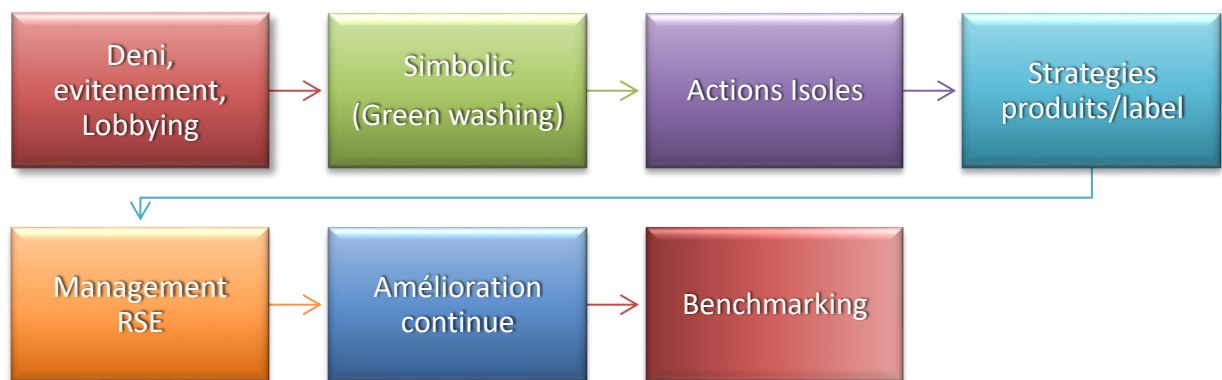 Deni,
evitenement,
Lobbying
Simbolic
(Green washing)
Actions Isoles
Strategies
produits/label
Management
RSE
Amélioration
continue
Benchmarking